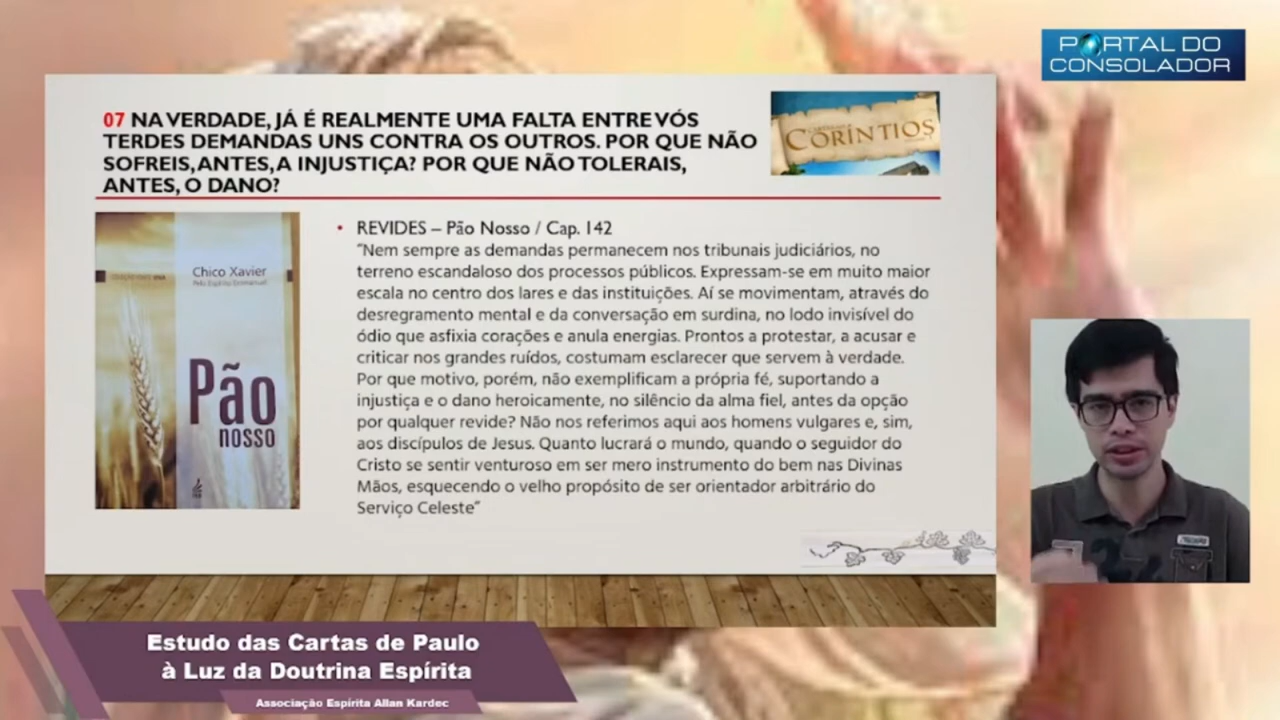 PORTAL DO
CONSOLADOR
07 NA VERDADE, JÁ É REALMENTE UMA FALTA ENTRE VÓS
TERDES DEMANDAS UNS CONTRA OS OUTROS. POR QUE NÃO
SOFREIS, ANTES, A INJUSTIÇA? POR QUE NÃO TOLERAIS,
ANTES, O DANO?
CORÍNTIOS
Chico Xavier
Pelo Espírito Emmanuel
Pão
nosso
• REVIDES – Pão Nosso / Cap. 142
“Nem sempre as demandas permanecem nos tribunais judiciários, no
terreno escandaloso dos processos públicos. Expressam-se em muito maior
escala no centro dos lares e das instituições. Aí se movimentam, através do
desregramento mental e da conversação em surdina, no lodo invisível do
ódio que asfixia corações e anula energias. Prontos a protestar, a acusar e
criticar nos grandes ruídos, costumam esclarecer que servem à verdade.
Por que motivo, porém, não exemplificam a própria fé, suportando a
injustiça e o dano heroicamente, no silêncio da alma fiel, antes da opção
por qualquer revide? Não nos referimos aqui aos homens vulgares e, sim,
aos discípulos de Jesus. Quanto lucrará o mundo, quando o seguidor do
Cristo se sentir venturoso em ser mero instrumento do bem nas Divinas
Mãos, esquecendo o velho propósito de ser orientador arbitrário do
Serviço Celeste”
Estudo das Cartas de Paulo
à Luz da Doutrina Espírita
Associação Espírita Allan Kardec